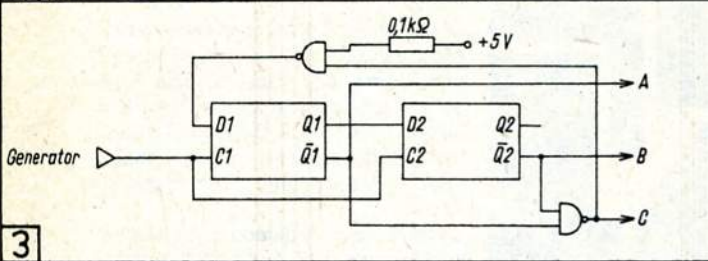 0,1kΩ
+5V
A
D1 Q1 D2 Q2
Generator C1 Q̄1 C2 Q̄2 B
C
3